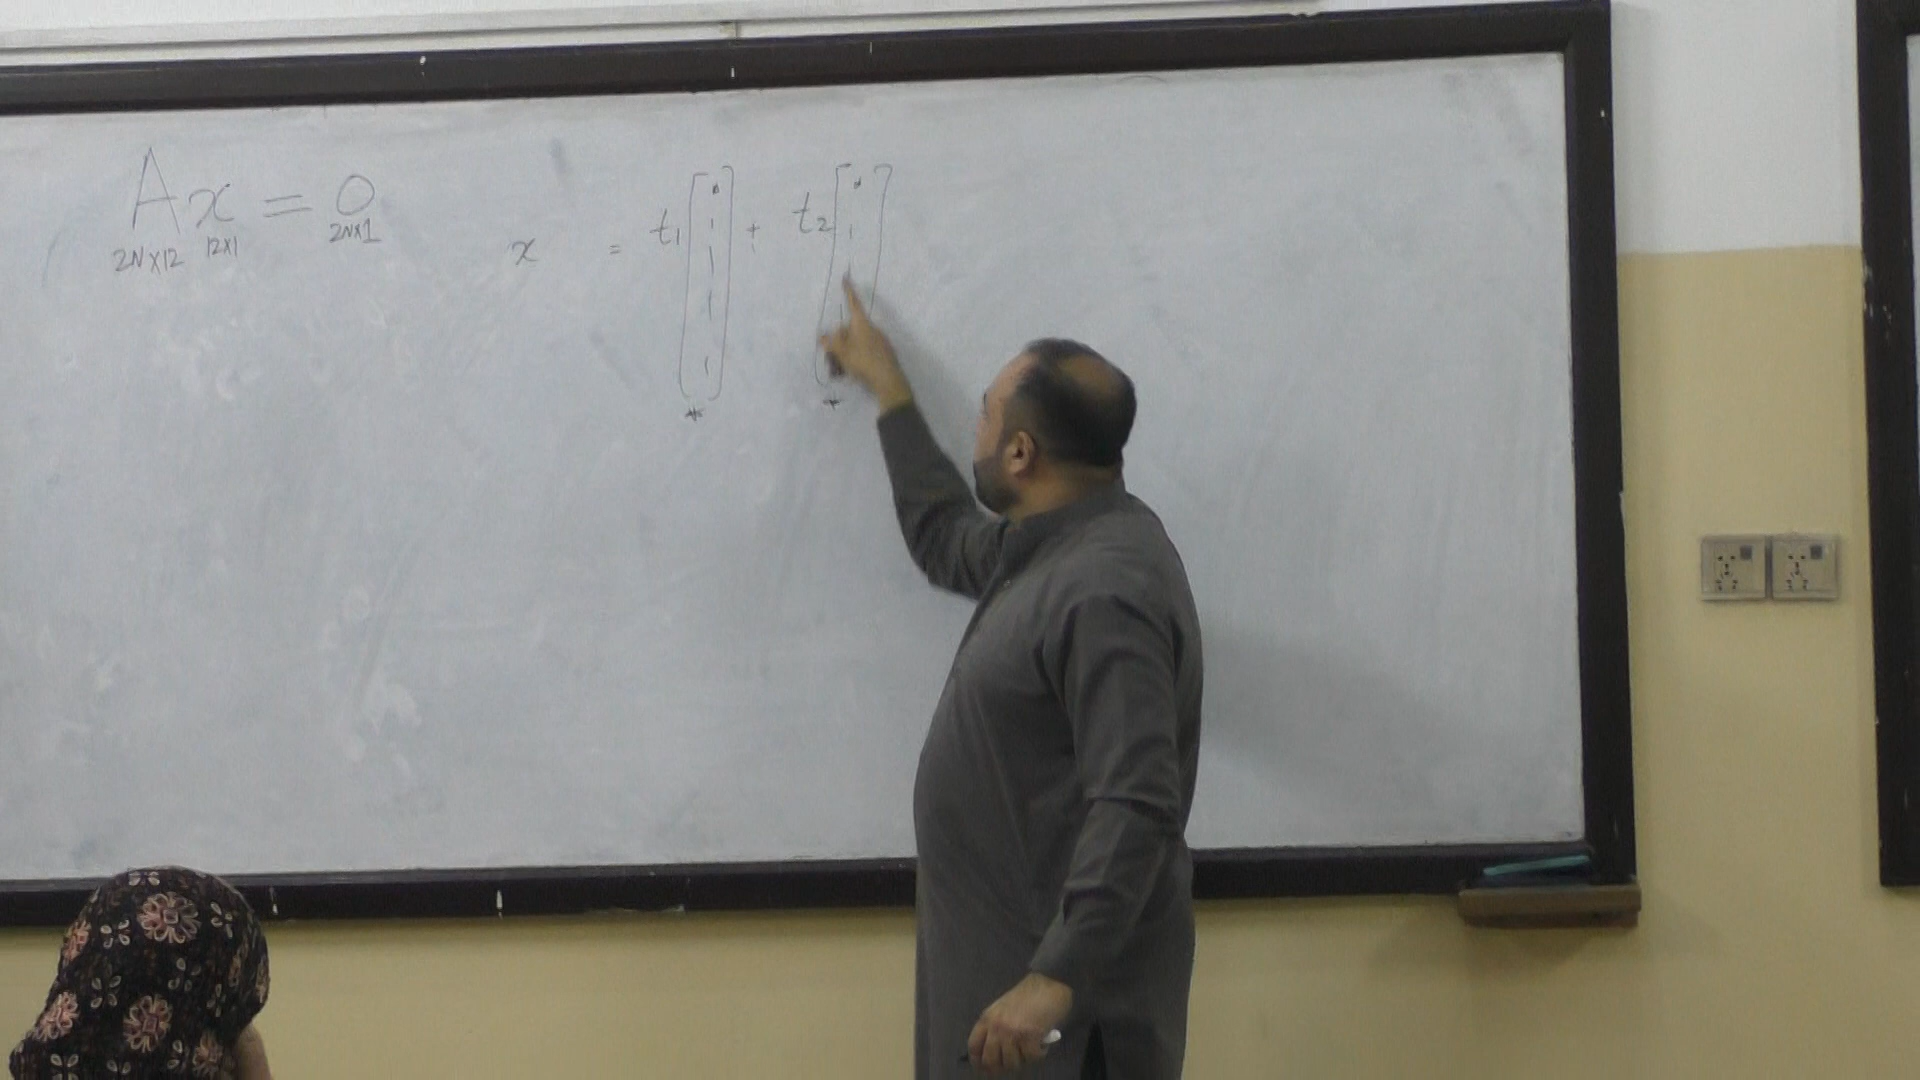 Ax = 0
2N×12 12×1 2N×1
x = t1 [ ] + t2 [ ]
* *